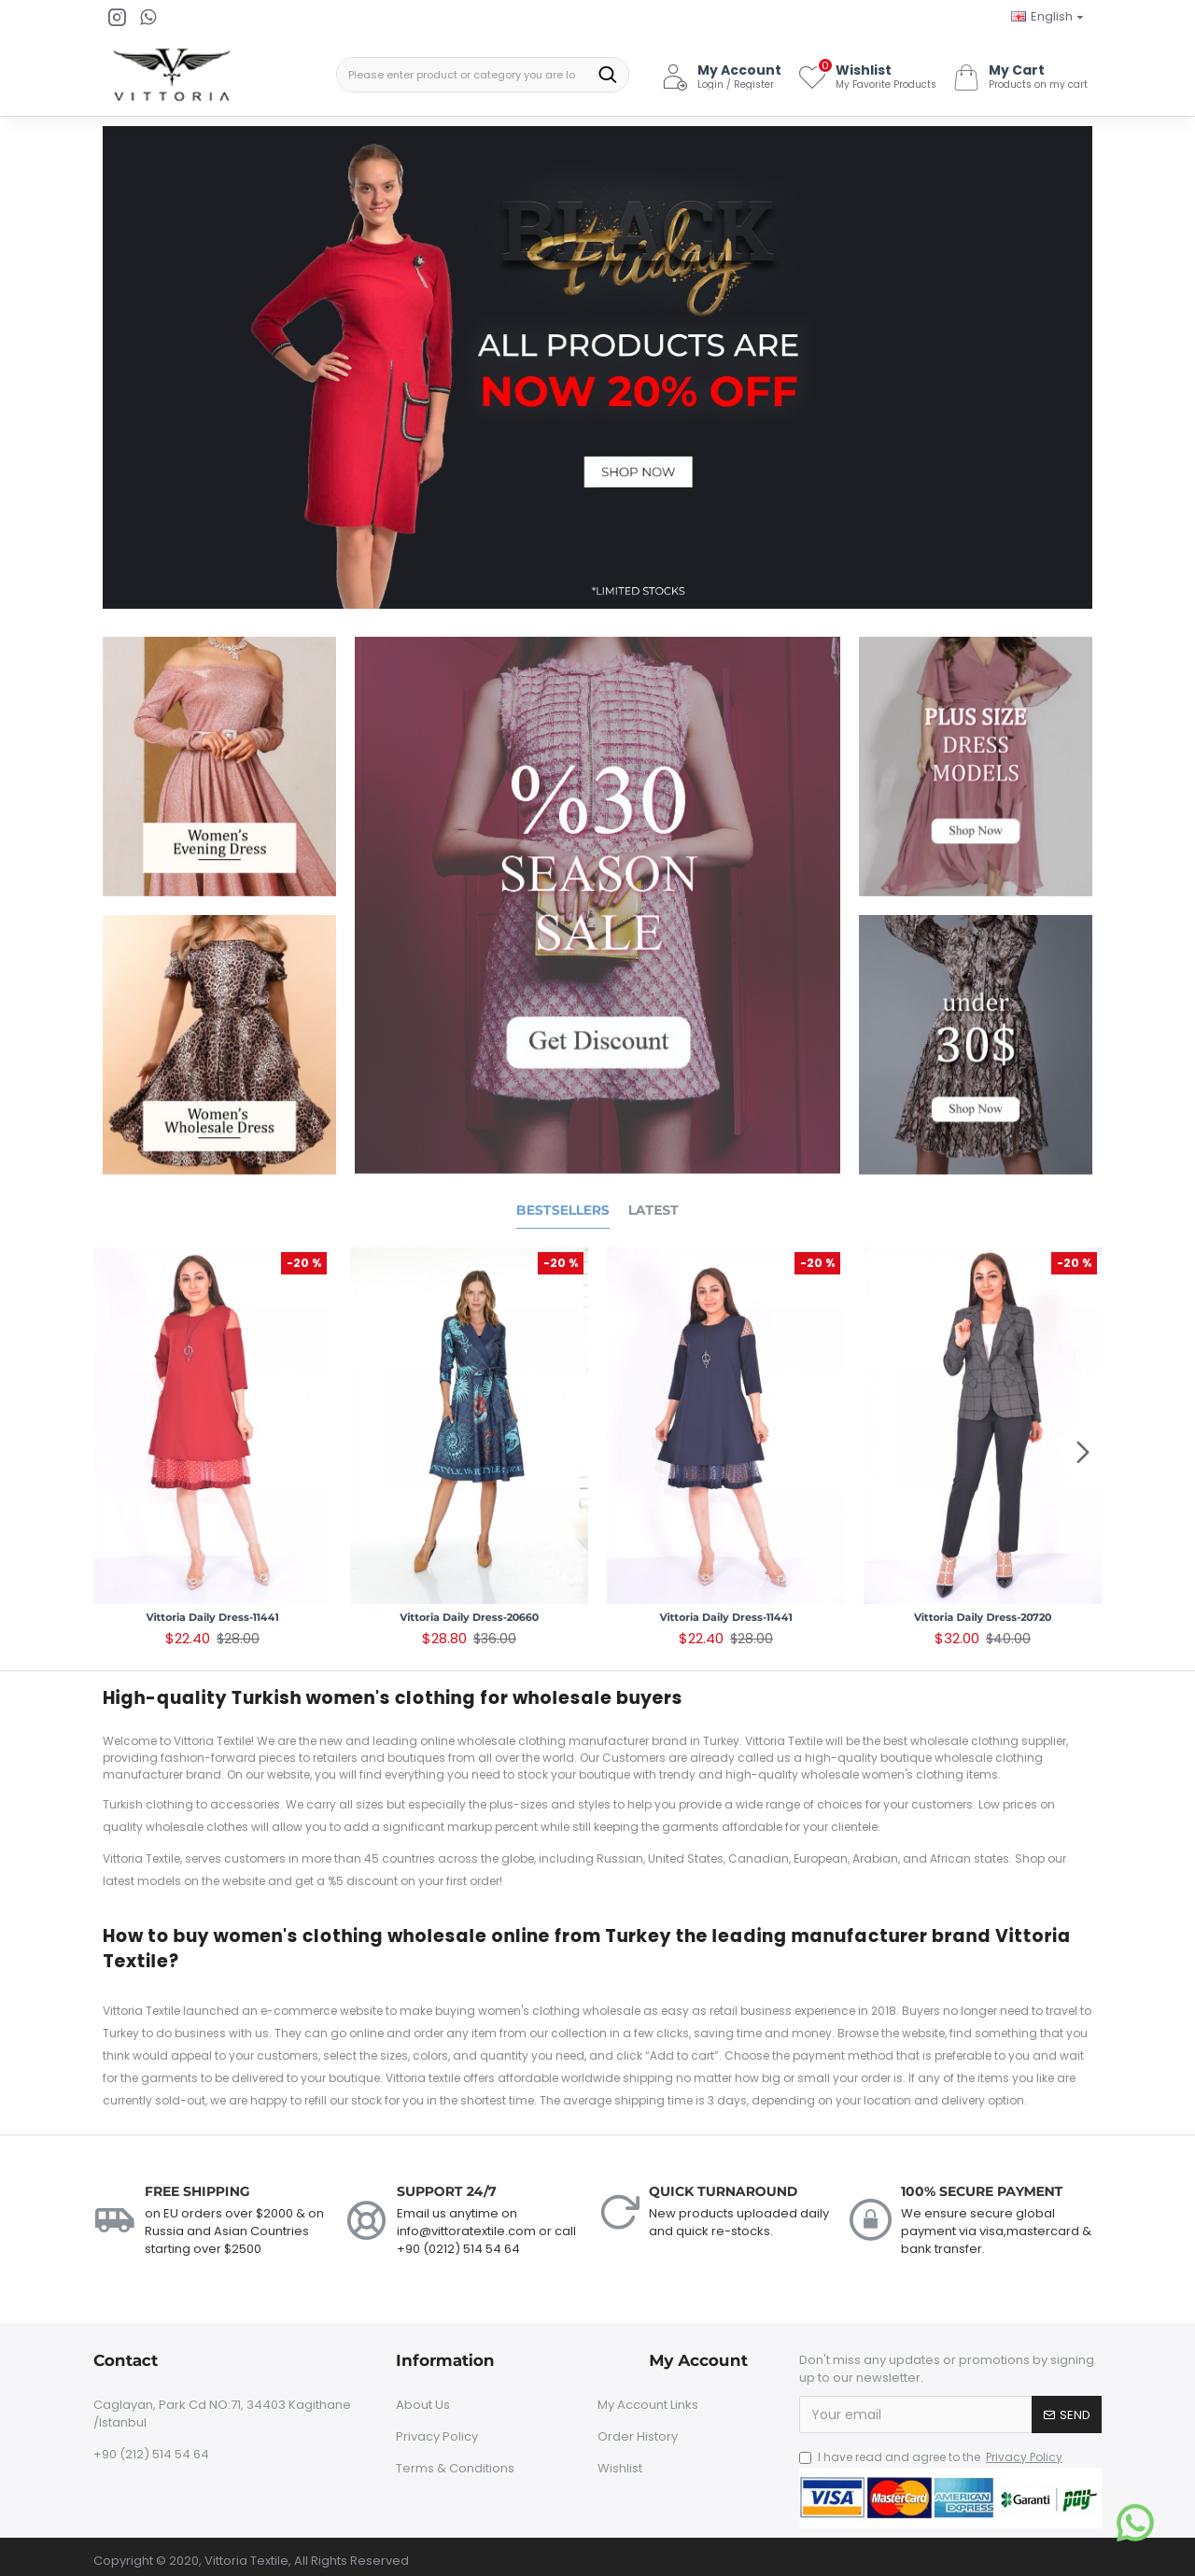 English
VITTORIA
Please enter product or category you are lo
My Account
Login / Register
0
Wishlist
My Favorite Products
My Cart
Products on my cart
BLACK
Friday
ALL PRODUCTS ARE
NOW 20% OFF
SHOP NOW
*LIMITED STOCKS
Women's
Evening Dress
%30
SEASON
SALE
Get Discount
PLUS SIZE
DRESS
MODELS
Shop Now
Women's
Wholesale Dress
under
30$
Shop Now
BESTSELLERS
LATEST
-20 %
-20 %
-20 %
-20 %
Vittoria Daily Dress-11441
$22.40 $28.00
Vittoria Daily Dress-20660
$28.80 $36.00
Vittoria Daily Dress-11441
$22.40 $28.00
Vittoria Daily Dress-20720
$32.00 $40.00
High-quality Turkish women's clothing for wholesale buyers
Welcome to Vittoria Textile! We are the new and leading online wholesale clothing manufacturer brand in Turkey. Vittoria Textile will be the best wholesale clothing supplier,
providing fashion-forward pieces to retailers and boutiques from all over the world. Our Customers are already called us a high-quality boutique wholesale clothing
manufacturer brand. On our website, you will find everything you need to stock your boutique with trendy and high-quality wholesale women's clothing items.
Turkish clothing to accessories. We carry all sizes but especially the plus-sizes and styles to help you provide a wide range of choices for your customers. Low prices on
quality wholesale clothes will allow you to add a significant markup percent while still keeping the garments affordable for your clientele.
Vittoria Textile, serves customers in more than 45 countries across the globe, including Russian, United States, Canadian, European, Arabian, and African states. Shop our
latest models on the website and get a %5 discount on your first order!
How to buy women's clothing wholesale online from Turkey the leading manufacturer brand Vittoria
Textile?
Vittoria Textile launched an e-commerce website to make buying women's clothing wholesale as easy as retail business experience in 2018. Buyers no longer need to travel to
Turkey to do business with us. They can go online and order any item from our collection in a few clicks, saving time and money. Browse the website, find something that you
think would appeal to your customers, select the sizes, colors, and quantity you need, and click “Add to cart”. Choose the payment method that is preferable to you and wait
for the garments to be delivered to your boutique. Vittoria textile offers affordable worldwide shipping no matter how big or small your order is. If any of the items you like are
currently sold-out, we are happy to refill our stock for you in the shortest time. The average shipping time is 3 days, depending on your location and delivery option.
FREE SHIPPING
on EU orders over $2000 & on
Russia and Asian Countries
starting over $2500
SUPPORT 24/7
Email us anytime on
info@vittoratextile.com or call
+90 (0212) 514 54 64
QUICK TURNAROUND
New products uploaded daily
and quick re-stocks.
100% SECURE PAYMENT
We ensure secure global
payment via visa,mastercard &
bank transfer.
Contact
Caglayan, Park Cd NO:71, 34403 Kagithane
/Istanbul
+90 (212) 514 54 64
Information
About Us
Privacy Policy
Terms & Conditions
My Account
My Account Links
Order History
Wishlist
Don't miss any updates or promotions by signing
up to our newsletter.
Your email
SEND
I have read and agree to the Privacy Policy
VISA
MasterCard
AMERICAN EXPRESS
Garanti
pay
Copyright © 2020, Vittoria Textile, All Rights Reserved